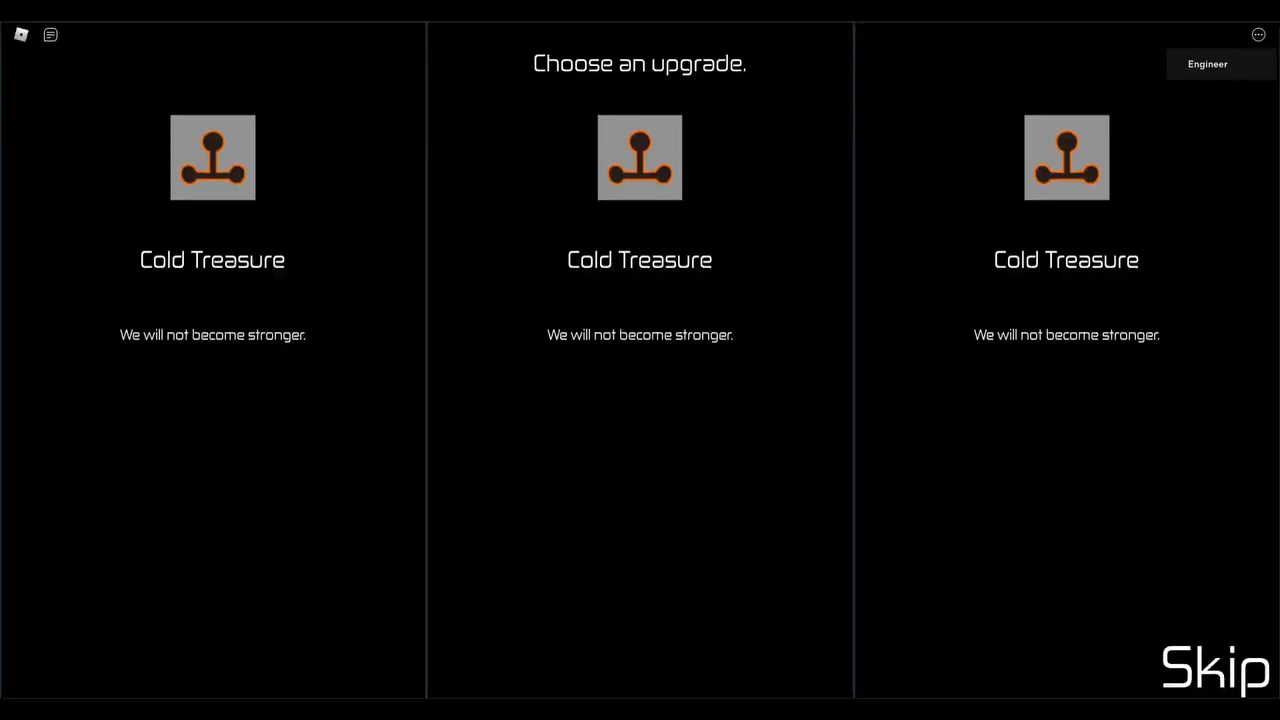 Choose an upgrade.
Engineer
Cold Treasure
We will not become stronger.
Cold Treasure
We will not become stronger.
Cold Treasure
We will not become stronger.
Skip